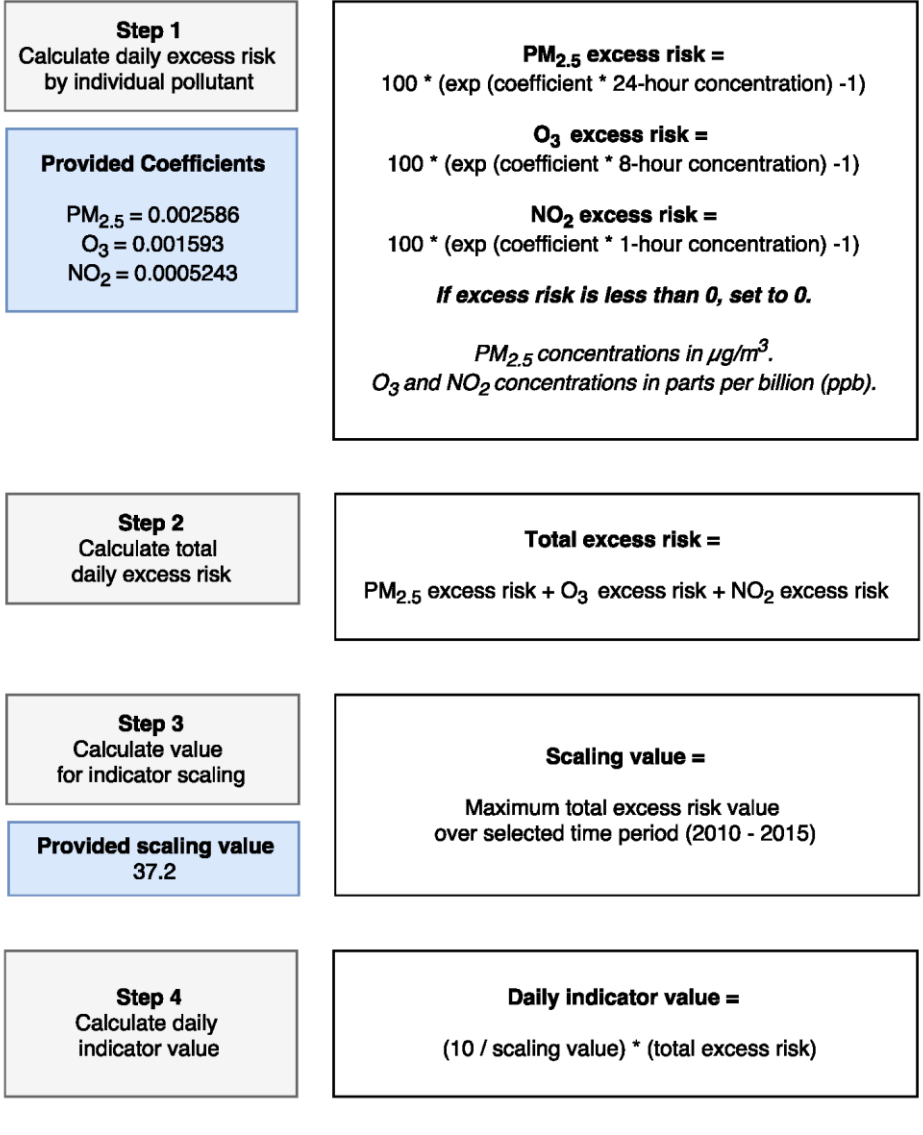 Step 1
Calculate daily excess risk
by individual pollutant
Provided Coefficients
PM2.5 = 0.002586
O3 = 0.001593
NO2 = 0.0005243
PM2.5 excess risk =
100 * (exp (coefficient * 24-hour concentration) -1)
O3 excess risk =
100 * (exp (coefficient * 8-hour concentration) -1)
NO2 excess risk =
100 * (exp (coefficient * 1-hour concentration) -1)
If excess risk is less than 0, set to 0.
PM2.5 concentrations in µg/m³.
O3 and NO2 concentrations in parts per billion (ppb).
Step 2
Calculate total
daily excess risk
Total excess risk =
PM2.5 excess risk + O3 excess risk + NO2 excess risk
Step 3
Calculate value
for indicator scaling
Provided scaling value
37.2
Scaling value =
Maximum total excess risk value
over selected time period (2010 - 2015)
Step 4
Calculate daily
indicator value
Daily indicator value =
(10 / scaling value) * (total excess risk)